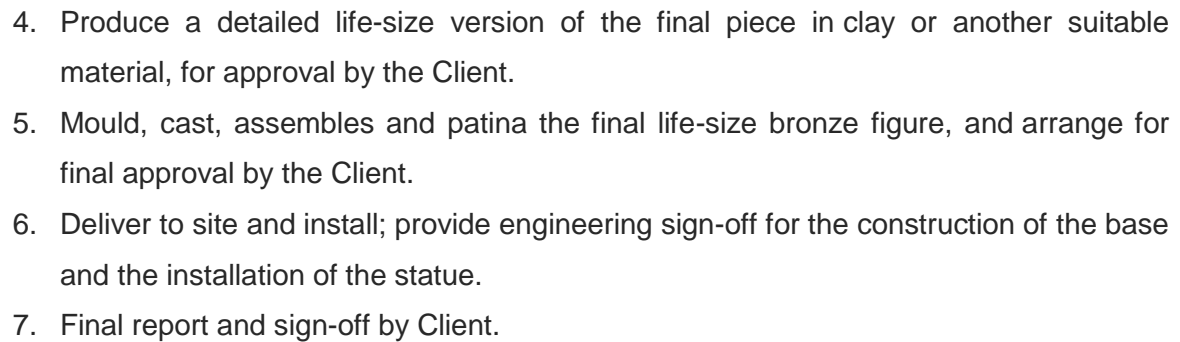 4. Produce a detailed life-size version of the final piece in clay or another suitable
material, for approval by the Client.
5. Mould, cast, assembles and patina the final life-size bronze figure, and arrange for
final approval by the Client.
6. Deliver to site and install; provide engineering sign-off for the construction of the base
and the installation of the statue.
7. Final report and sign-off by Client.